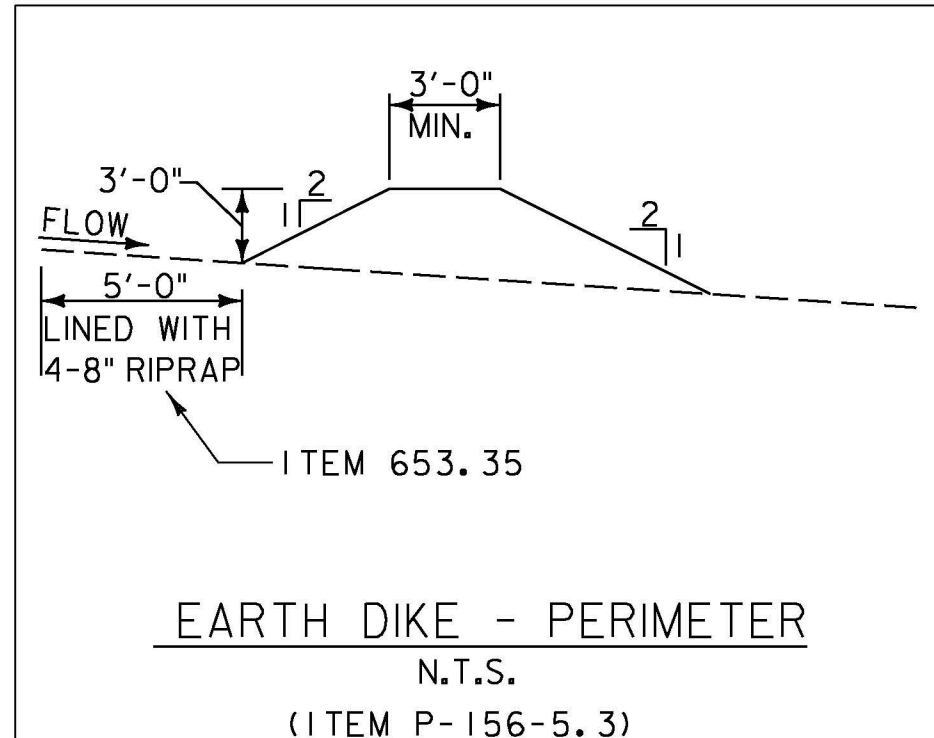 3'-0"
MIN.
3'-0"
2
1
FLOW
2
1
5'-0"
LINED WITH
4-8" RIPRAP
ITEM 653.35
EARTH DIKE - PERIMETER
N.T.S.
(ITEM P-156-5.3)